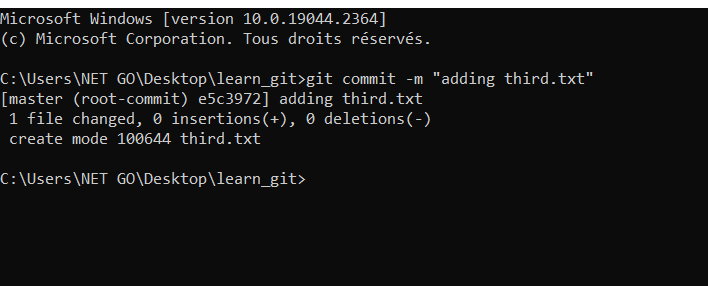 Microsoft Windows [version 10.0.19044.2364]
(c) Microsoft Corporation. Tous droits réservés.
C:\Users\NET GO\Desktop\learn_git>git commit -m "adding third.txt"
[master (root-commit) e5c3972] adding third.txt
 1 file changed, 0 insertions(+), 0 deletions(-)
 create mode 100644 third.txt
C:\Users\NET GO\Desktop\learn_git>